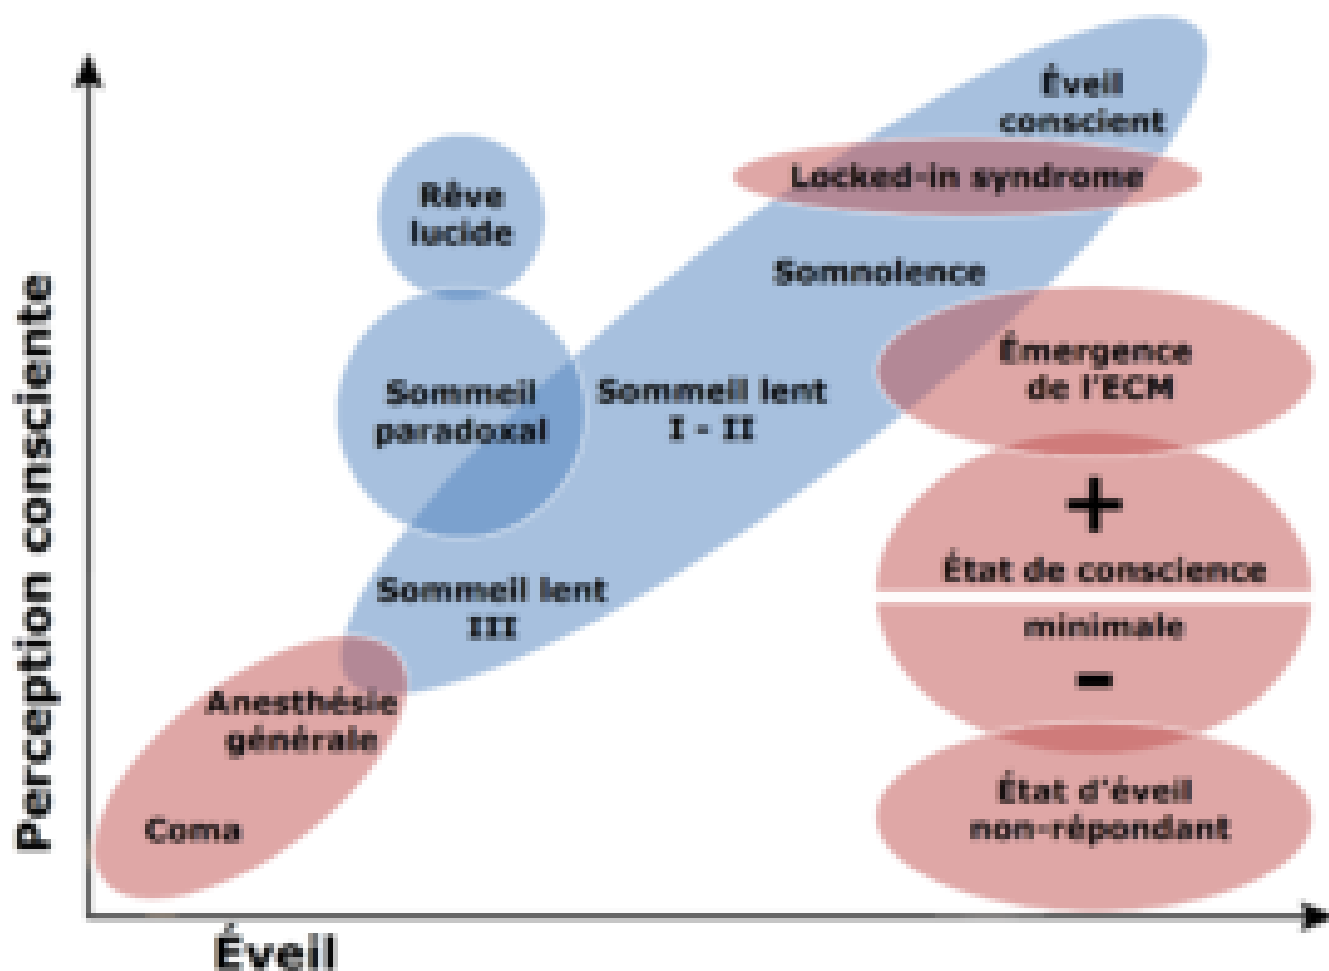 Éveil
conscient
Locked-in syndrome
Rêve
lucide
Somnolence
Émergence
de l'ECM
Sommeil
paradoxal
Sommeil lent
I - II
+
État de conscience
minimale
-
Sommeil lent
III
Anesthésie
générale
Coma
État d'éveil
non-répondant
Perception consciente
Éveil